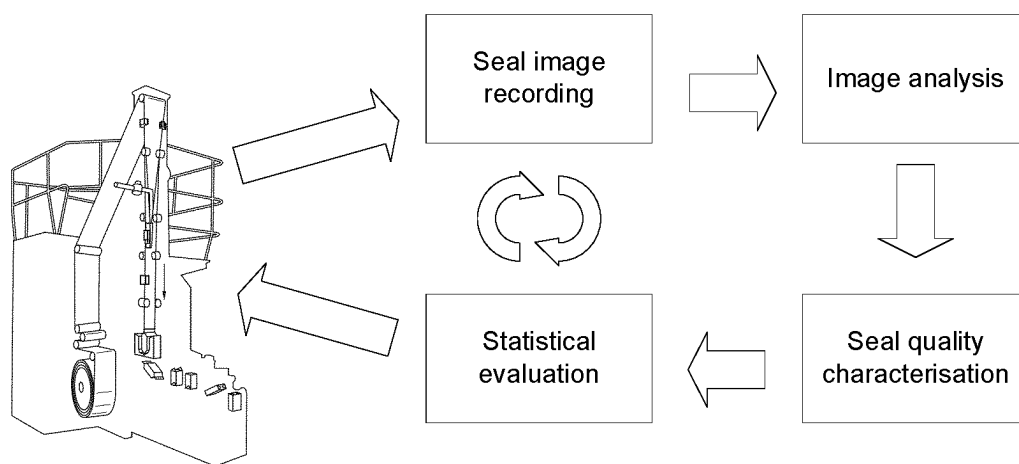 Seal image
recording
Image analysis
Statistical
evaluation
Seal quality
characterisation